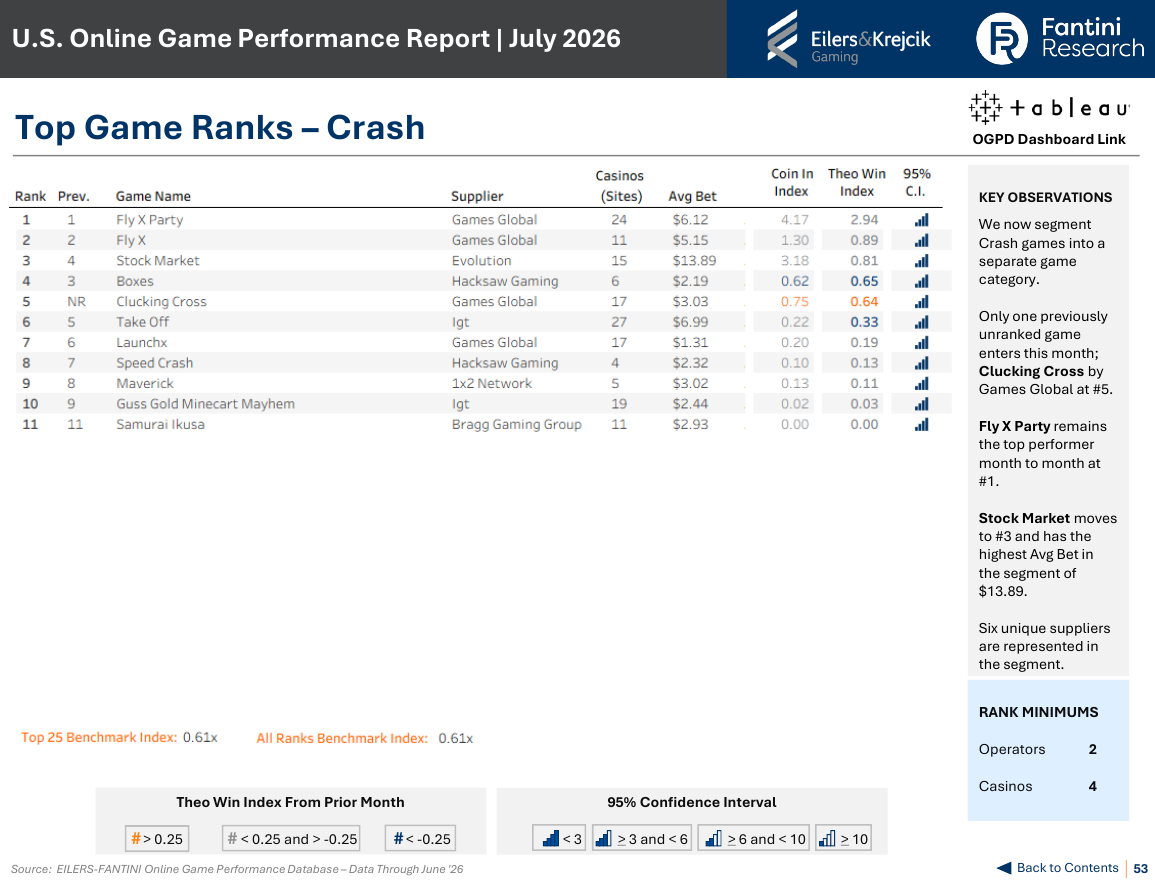 U.S. Online Game Performance Report | July 2026
Eilers&Krejcik
Gaming
Fantini
Research
Top Game Ranks – Crash
+ a b l e a u
OGPD Dashboard Link
Rank Prev. Game Name Supplier Casinos (Sites) Avg Bet Coin In Index Theo Win Index 95% C.I.
1 1 Fly X Party Games Global 24 $6.12 4.17 2.94
2 2 Fly X Games Global 11 $5.15 1.30 0.89
3 4 Stock Market Evolution 15 $13.89 3.18 0.81
4 3 Boxes Hacksaw Gaming 6 $2.19 0.62 0.65
5 NR Clucking Cross Games Global 17 $3.03 0.75 0.64
6 5 Take Off Igt 27 $6.99 0.22 0.33
7 6 Launchx Games Global 17 $1.31 0.20 0.19
8 7 Speed Crash Hacksaw Gaming 4 $2.32 0.10 0.13
9 8 Maverick 1x2 Network 5 $3.02 0.13 0.11
10 9 Guss Gold Minecart Mayhem Igt 19 $2.44 0.02 0.03
11 11 Samurai Ikusa Bragg Gaming Group 11 $2.93 0.00 0.00
KEY OBSERVATIONS
We now segment
Crash games into a
separate game
category.
Only one previously
unranked game
enters this month;
Clucking Cross by
Games Global at #5.
Fly X Party remains
the top performer
month to month at
#1.
Stock Market moves
to #3 and has the
highest Avg Bet in
the segment of
$13.89.
Six unique suppliers
are represented in
the segment.
RANK MINIMUMS
Operators 2
Casinos 4
Top 25 Benchmark Index: 0.61x All Ranks Benchmark Index: 0.61x
Theo Win Index From Prior Month
# > 0.25 # < 0.25 and > -0.25 # < -0.25
95% Confidence Interval
< 3 ≥ 3 and < 6 ≥ 6 and < 10 ≥ 10
Source: EILERS-FANTINI Online Game Performance Database – Data Through June '26
Back to Contents 53